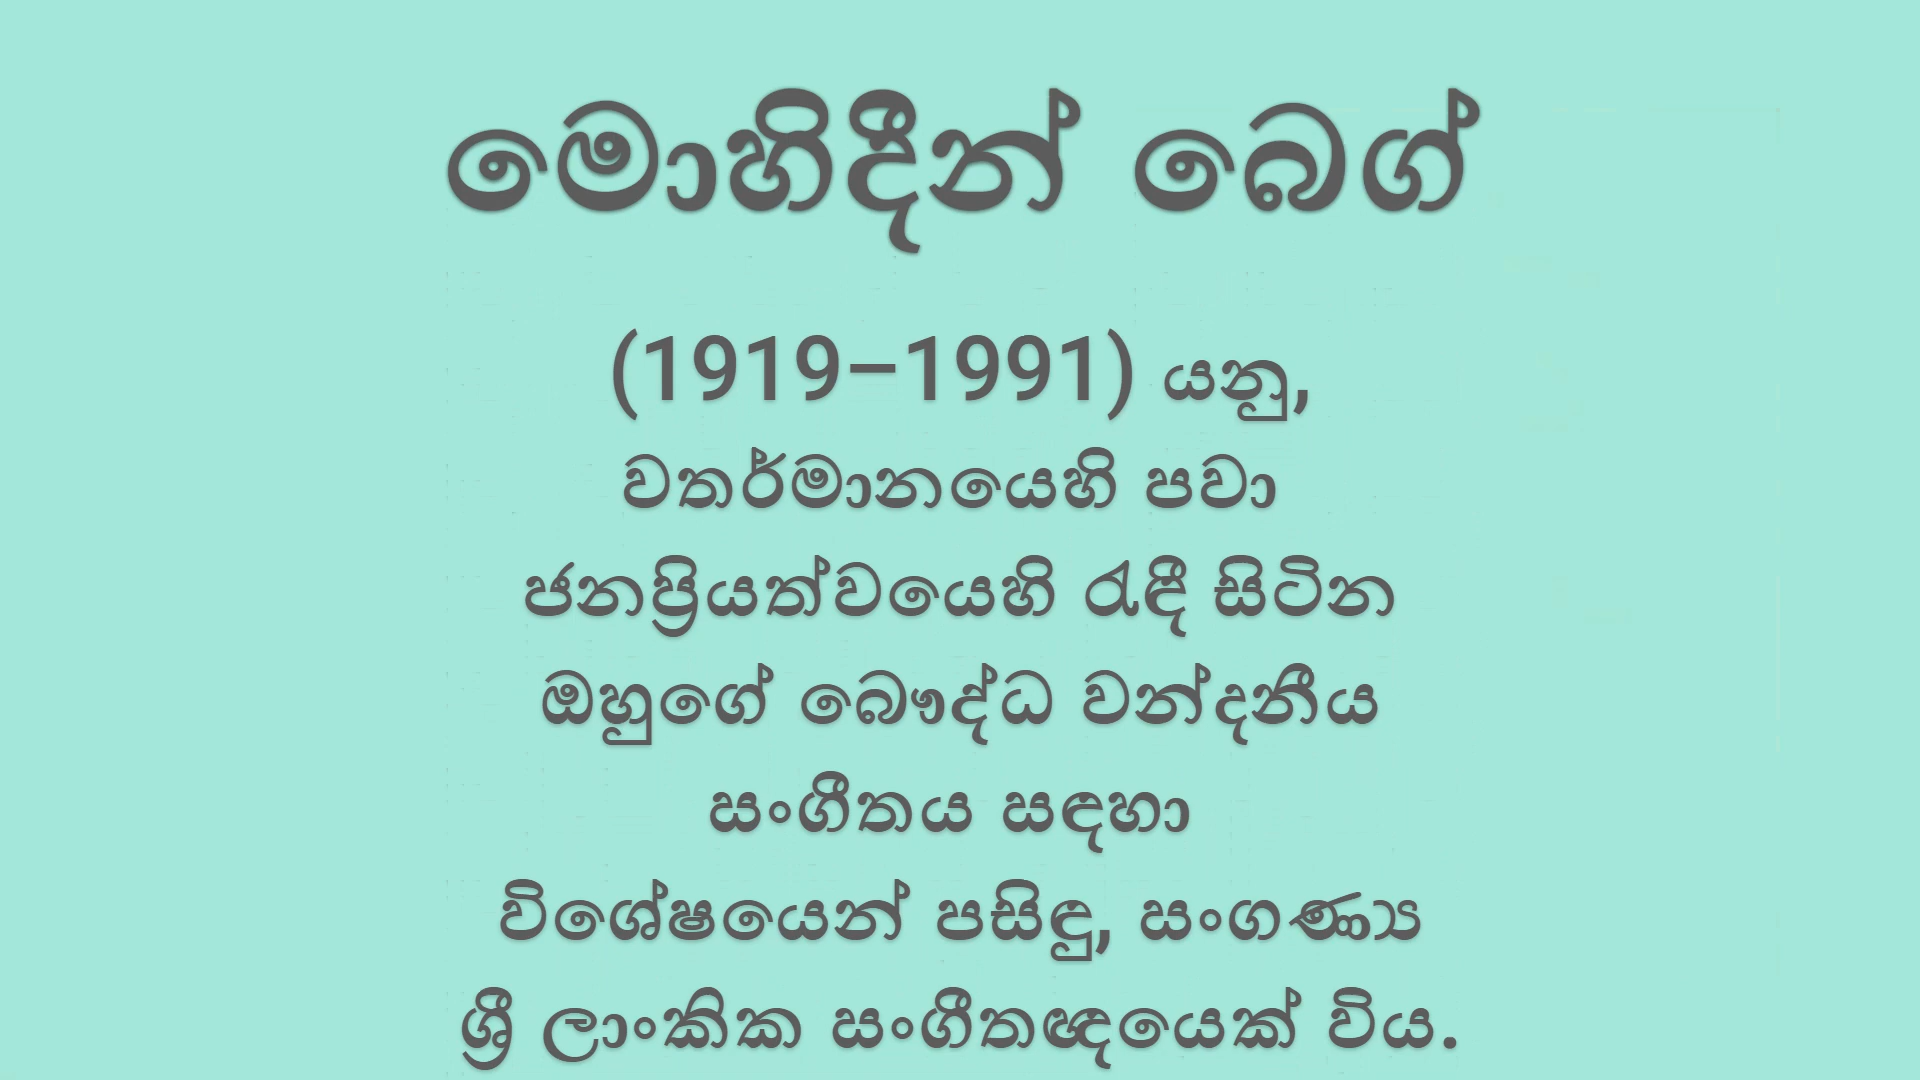 මොහිදීන් බෙග්
(1919–1991) යනු,
වතර්මානයෙහි පවා
ජනප්‍රියත්වයෙහි රැඳී සිටින
ඔහුගේ බෞද්ධ වන්දනීය
සංගීතය සඳහා
විශේෂයෙන් පසිඳු, සංගණ්‍ය
ශ්‍රී ලාංකික සංගීතඥයෙක් විය.